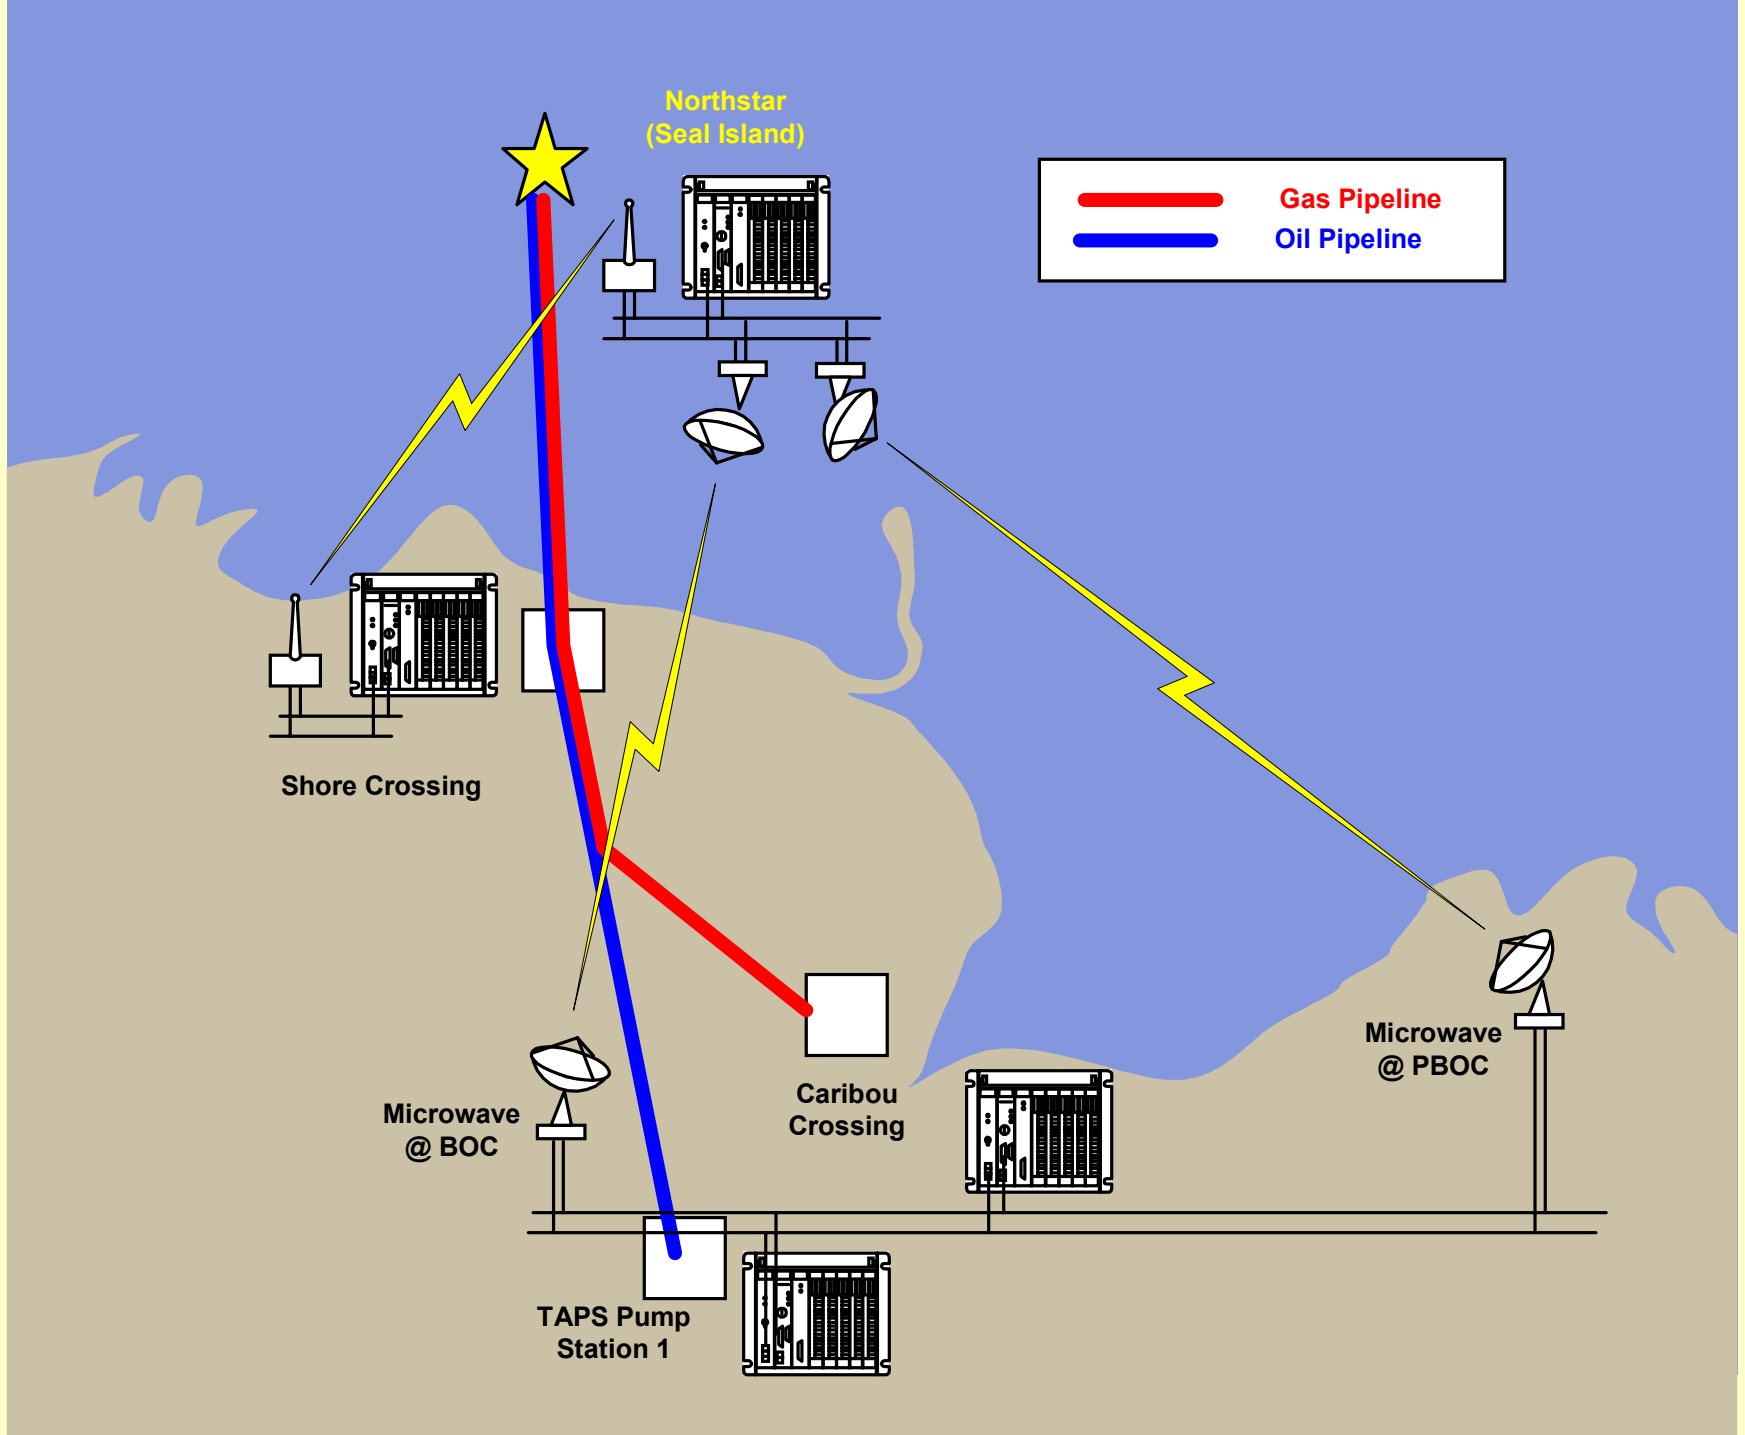 Northstar
(Seal Island)
Gas Pipeline
Oil Pipeline
Shore Crossing
Microwave
@ PBOC
Caribou
Crossing
Microwave
@ BOC
TAPS Pump
Station 1